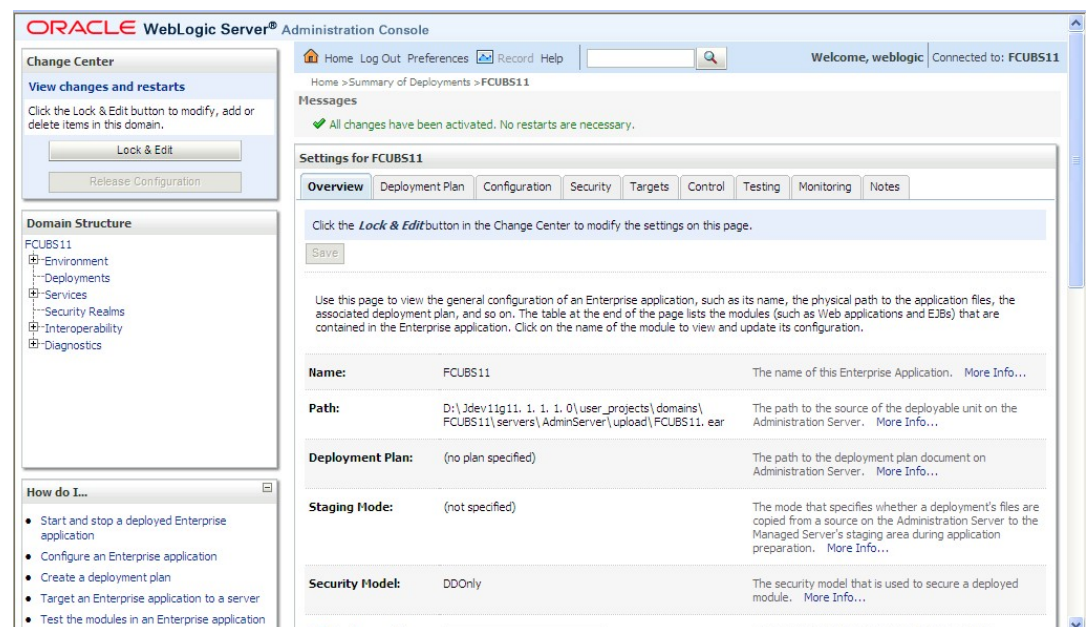 ORACLE WebLogic Server® Administration Console
Change Center
View changes and restarts
Click the Lock & Edit button to modify, add or
delete items in this domain.
Lock & Edit
Release Configuration
Domain Structure
FCUBS11
Environment
Deployments
Services
Security Realms
Interoperability
Diagnostics
How do I...
Start and stop a deployed Enterprise
application
Configure an Enterprise application
Create a deployment plan
Target an Enterprise application to a server
Test the modules in an Enterprise application
Home Log Out Preferences Record Help
Welcome, weblogic Connected to: FCUBS11
Home >Summary of Deployments >FCUBS11
Messages
All changes have been activated. No restarts are necessary.
Settings for FCUBS11
Overview Deployment Plan Configuration Security Targets Control Testing Monitoring Notes
Click the Lock & Edit button in the Change Center to modify the settings on this page.
Save
Use this page to view the general configuration of an Enterprise application, such as its name, the physical path to the application files, the
associated deployment plan, and so on. The table at the end of the page lists the modules (such as Web applications and EJBs) that are
contained in the Enterprise application. Click on the name of the module to view and update its configuration.
Name: FCUBS11 The name of this Enterprise Application. More Info...
Path: D:\Jdev11g11. 1. 1. 1. 0\user_projects\domains\ The path to the source of the deployable unit on the
FCUBS11\servers\AdminServer\upload\FCUBS11. ear Administration Server. More Info...
Deployment Plan: (no plan specified) The path to the deployment plan document on
Administration Server. More Info...
Staging Mode: (not specified) The mode that specifies whether a deployment's files are
copied from a source on the Administration Server to the
Managed Server's staging area during application
preparation. More Info...
Security Model: DDOnly The security model that is used to secure a deployed
module. More Info...